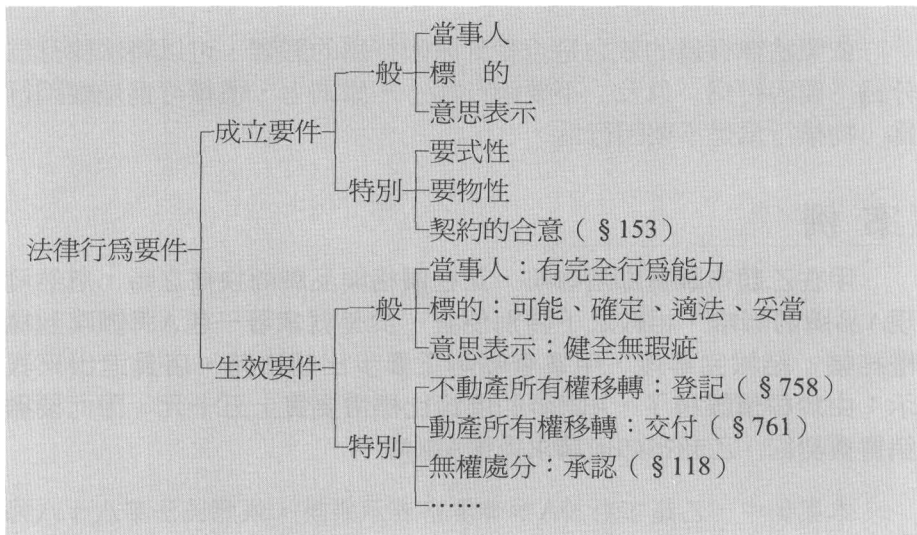 當事人
一般
標 的
意思表示
成立要件
要式性
特別
要物性
契約的合意(§153)
法律行爲要件
當事人:有完全行爲能力
一般
標的:可能、確定、適法、妥當
意思表示:健全無瑕疵
生效要件
不動產所有權移轉:登記(§758)
動產所有權移轉:交付(§761)
特別
無權處分:承認(§118)
……